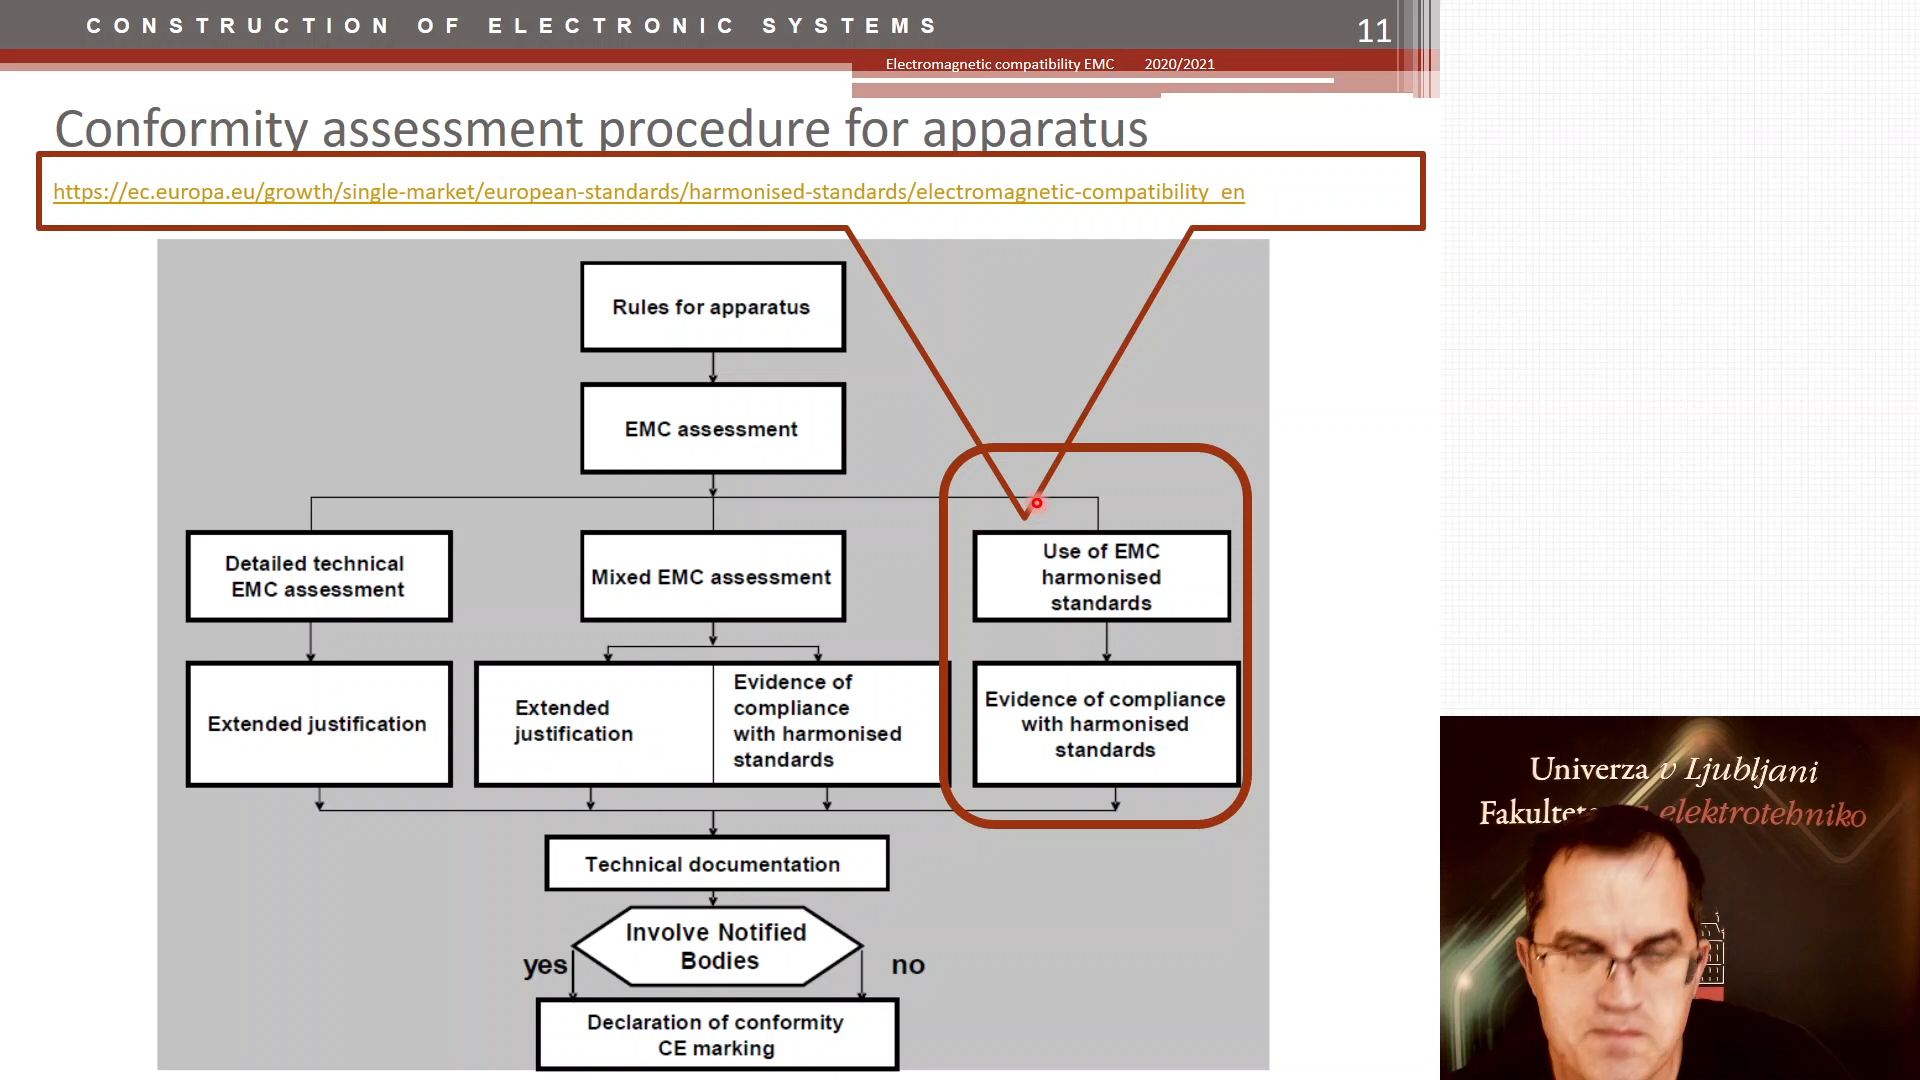 CONSTRUCTION OF ELECTRONIC SYSTEMS
11
Electromagnetic compatibility EMC 2020/2021
Conformity assessment procedure for apparatus
https://ec.europa.eu/growth/single-market/european-standards/harmonised-standards/electromagnetic-compatibility_en
Rules for apparatus
EMC assessment
Detailed technical
EMC assessment
Mixed EMC assessment
Use of EMC
harmonised
standards
Extended justification
Extended
justification
Evidence of
compliance
with harmonised
standards
Evidence of compliance
with harmonised
standards
Technical documentation
Involve Notified
Bodies
yes
no
Declaration of conformity
CE marking
Univerza v Ljubljani
elektrotehniko